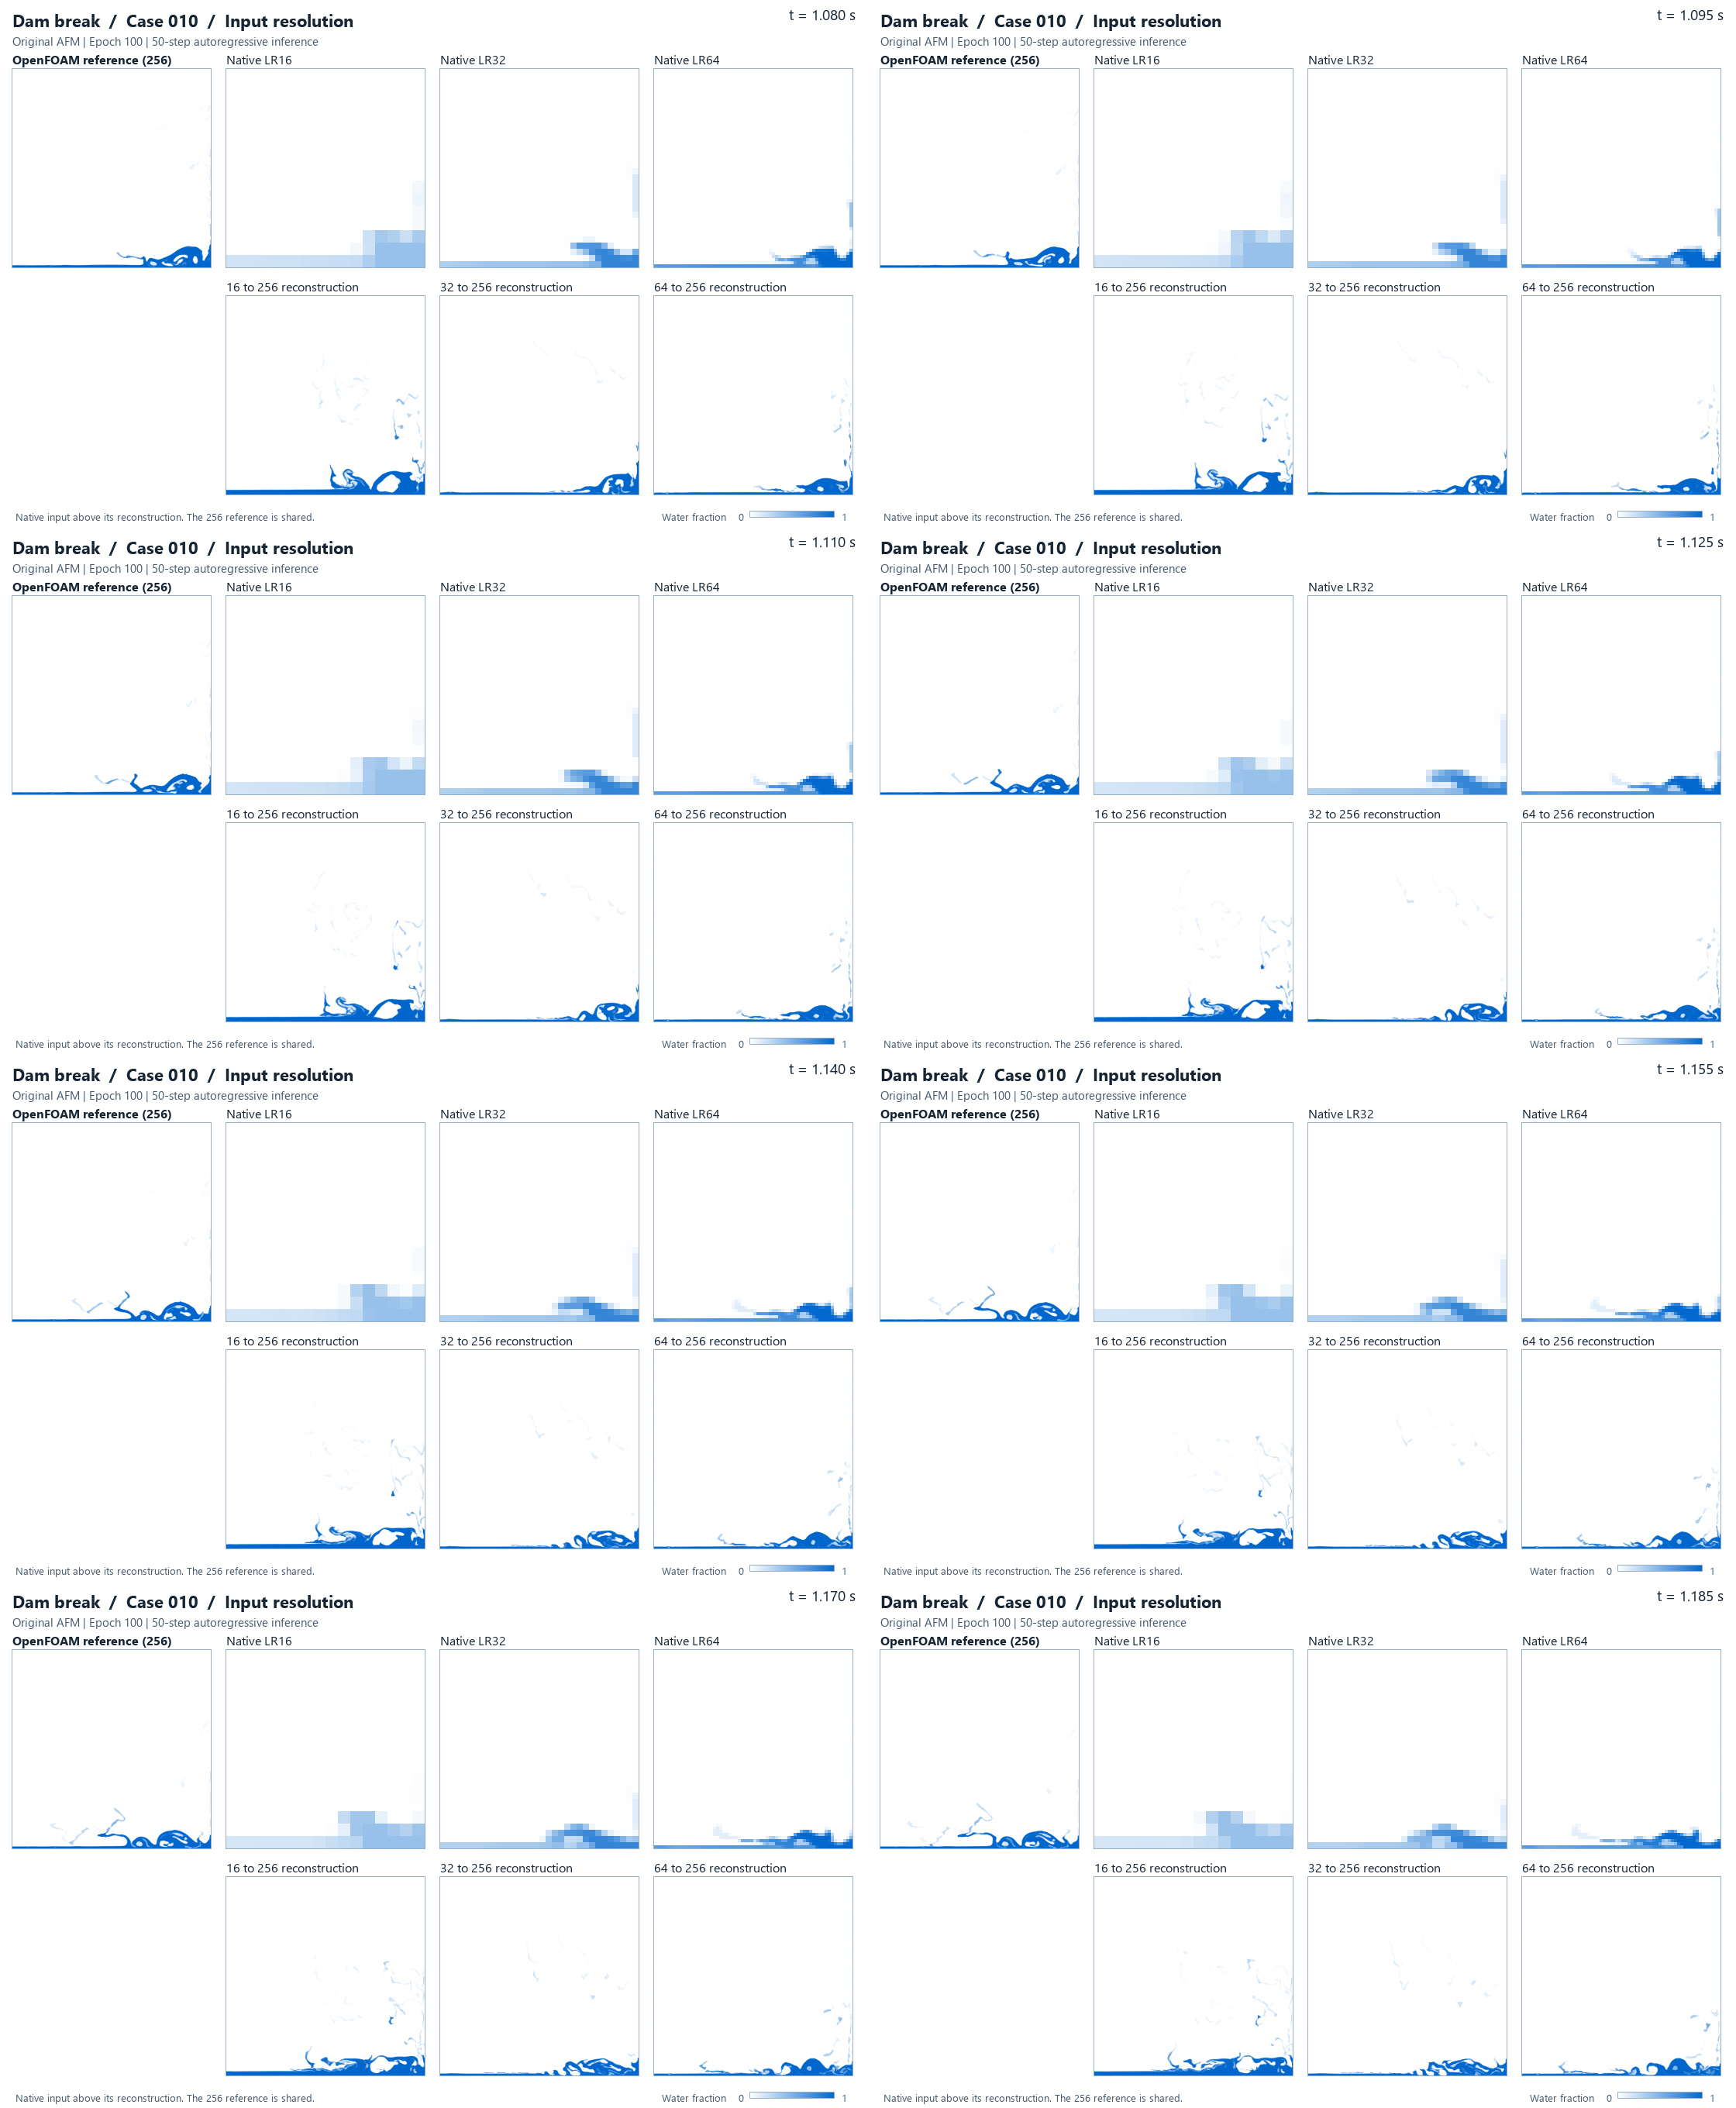 Dam break / Case 010 / Input resolution
t = 1.080 s
Original AFM | Epoch 100 | 50-step autoregressive inference
OpenFOAM reference (256)
Native LR16
Native LR32
Native LR64
16 to 256 reconstruction
32 to 256 reconstruction
64 to 256 reconstruction
Native input above its reconstruction. The 256 reference is shared.
Water fraction 0 1
Dam break / Case 010 / Input resolution
t = 1.095 s
Original AFM | Epoch 100 | 50-step autoregressive inference
OpenFOAM reference (256)
Native LR16
Native LR32
Native LR64
16 to 256 reconstruction
32 to 256 reconstruction
64 to 256 reconstruction
Native input above its reconstruction. The 256 reference is shared.
Water fraction 0 1
Dam break / Case 010 / Input resolution
t = 1.110 s
Original AFM | Epoch 100 | 50-step autoregressive inference
OpenFOAM reference (256)
Native LR16
Native LR32
Native LR64
16 to 256 reconstruction
32 to 256 reconstruction
64 to 256 reconstruction
Native input above its reconstruction. The 256 reference is shared.
Water fraction 0 1
Dam break / Case 010 / Input resolution
t = 1.125 s
Original AFM | Epoch 100 | 50-step autoregressive inference
OpenFOAM reference (256)
Native LR16
Native LR32
Native LR64
16 to 256 reconstruction
32 to 256 reconstruction
64 to 256 reconstruction
Native input above its reconstruction. The 256 reference is shared.
Water fraction 0 1
Dam break / Case 010 / Input resolution
t = 1.140 s
Original AFM | Epoch 100 | 50-step autoregressive inference
OpenFOAM reference (256)
Native LR16
Native LR32
Native LR64
16 to 256 reconstruction
32 to 256 reconstruction
64 to 256 reconstruction
Native input above its reconstruction. The 256 reference is shared.
Water fraction 0 1
Dam break / Case 010 / Input resolution
t = 1.155 s
Original AFM | Epoch 100 | 50-step autoregressive inference
OpenFOAM reference (256)
Native LR16
Native LR32
Native LR64
16 to 256 reconstruction
32 to 256 reconstruction
64 to 256 reconstruction
Native input above its reconstruction. The 256 reference is shared.
Water fraction 0 1
Dam break / Case 010 / Input resolution
t = 1.170 s
Original AFM | Epoch 100 | 50-step autoregressive inference
OpenFOAM reference (256)
Native LR16
Native LR32
Native LR64
16 to 256 reconstruction
32 to 256 reconstruction
64 to 256 reconstruction
Native input above its reconstruction. The 256 reference is shared.
Water fraction 0 1
Dam break / Case 010 / Input resolution
t = 1.185 s
Original AFM | Epoch 100 | 50-step autoregressive inference
OpenFOAM reference (256)
Native LR16
Native LR32
Native LR64
16 to 256 reconstruction
32 to 256 reconstruction
64 to 256 reconstruction
Native input above its reconstruction. The 256 reference is shared.
Water fraction 0 1